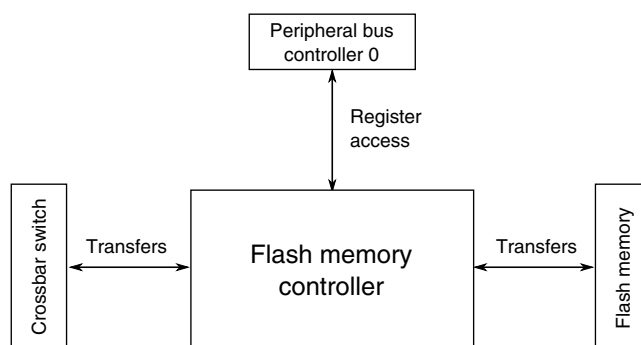 Peripheral bus
controller 0
Register
access
Crossbar switch
Transfers
Flash memory
controller
Transfers
Flash memory